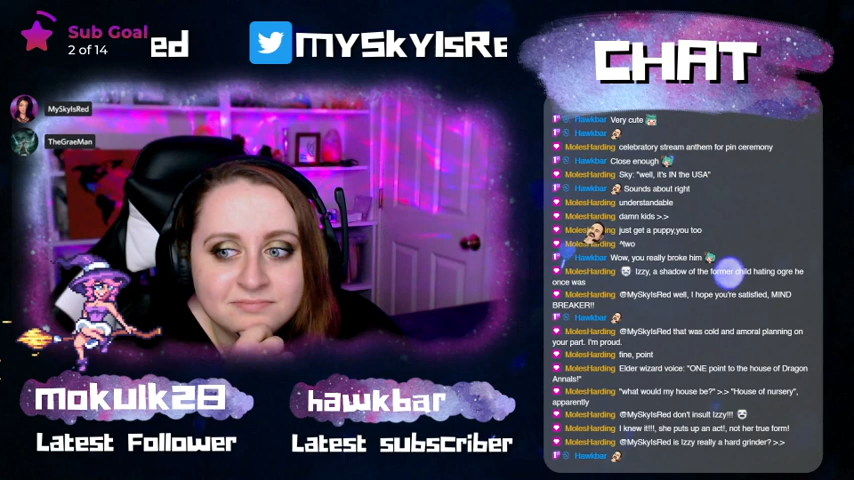 Sub Goal
2 of 14
ed
MYSKYISRE
CHAT
MySkyIsRed
TheGraeMan
Hawkbar Very cute
Hawkbar
MolesHarding celebratory stream anthem for pin ceremony
Hawkbar Close enough
MolesHarding Sky: "well, it's IN the USA"
Hawkbar Sounds about right
MolesHarding understandable
MolesHarding damn kids >.>
MolesHarding just get a puppy,you too
MolesHarding ^two
Hawkbar Wow, you really broke him
MolesHarding Izzy, a shadow of the former child hating ogre he
once was
MolesHarding @MySkyIsRed well, I hope you're satisfied, MIND
BREAKER!!
Hawkbar
MolesHarding @MySkyIsRed that was cold and amoral planning on
your part. I'm proud.
MolesHarding fine, point
MolesHarding Elder wizard voice: "ONE point to the house of Dragon
Annals!"
MolesHarding "what would my house be?" >.> "House of nursery",
apparently
MolesHarding @MySkyIsRed don't insult Izzy!!!
MolesHarding I knew it!!!, she puts up an act!, not her true form!
MolesHarding @MySkyIsRed is Izzy really a hard grinder? >.>
Hawkbar
mokulk28
Latest Follower
hawkbar
Latest subscriber